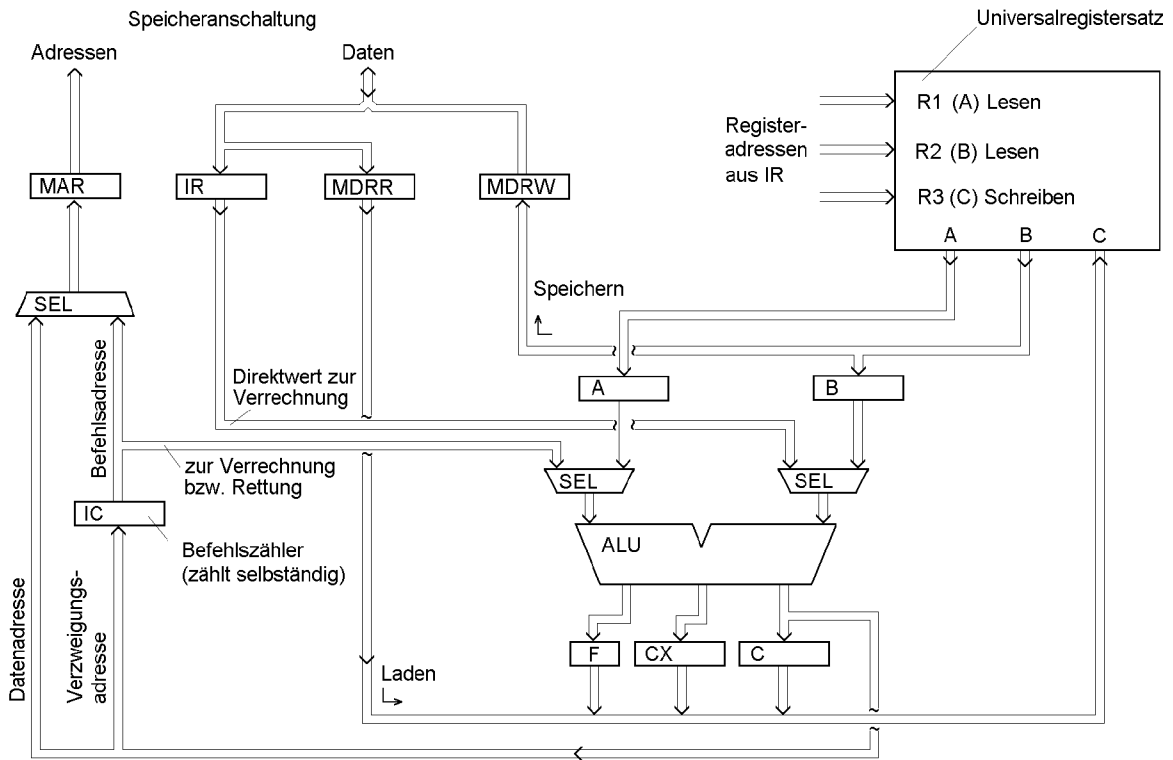 Speicheranschaltung
Universalregistersatz
Adressen
Daten
R1 (A) Lesen
Register-
adressen
aus IR
R2 (B) Lesen
R3 (C) Schreiben
MAR
IR
MDRR
MDRW
A
B
C
SEL
Speichern
Befehlsadresse
Direktwert zur
Verrechnung
A
B
zur Verrechnung
bzw. Rettung
SEL
SEL
IC
Befehlszähler
(zählt selbständig)
ALU
Datenadresse
Verzweigungs-
adresse
F
CX
C
Laden